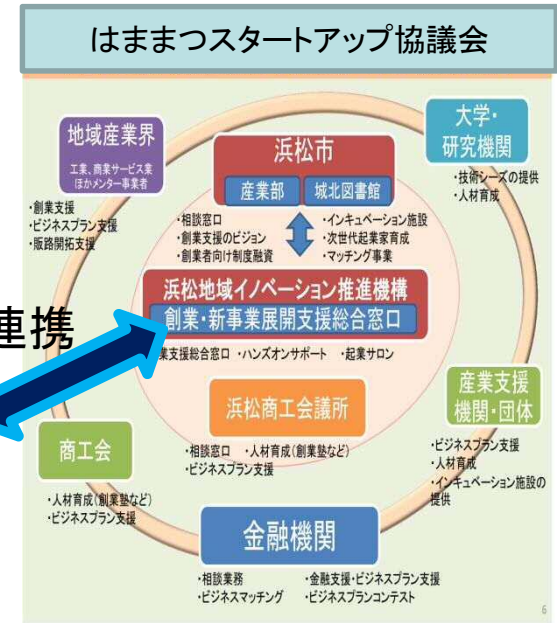 はままつスタートアップ協議会
地域産業界
工業、商業サービス業
ほかメンター事業者
・創業支援
・ビジネスプラン支援
・販路開拓支援
浜松市
産業部
城北図書館
・相談窓口
・創業支援のビジョン
・創業者向け制度融資
・インキュベーション施設
・次世代起業家育成
・マッチング事業
大学・
研究機関
・技術シーズの提供
・人材育成
浜松地域イノベーション推進機構
創業・新事業展開支援総合窓口
業支援総合窓口 ・ハンズオンサポート ・起業サロン
連携
浜松商工会議所
・相談窓口 ・人材育成(創業塾など)
・ビジネスプラン支援
商工会
・人材育成(創業塾など)
・ビジネスプラン支援
産業支援
機関・団体
・ビジネスプラン支援
・人材育成
・インキュベーション施設の
提供
金融機関
・相談業務
・ビジネスマッチング
・金融支援・ビジネスプラン支援
・ビジネスプランコンテスト
6